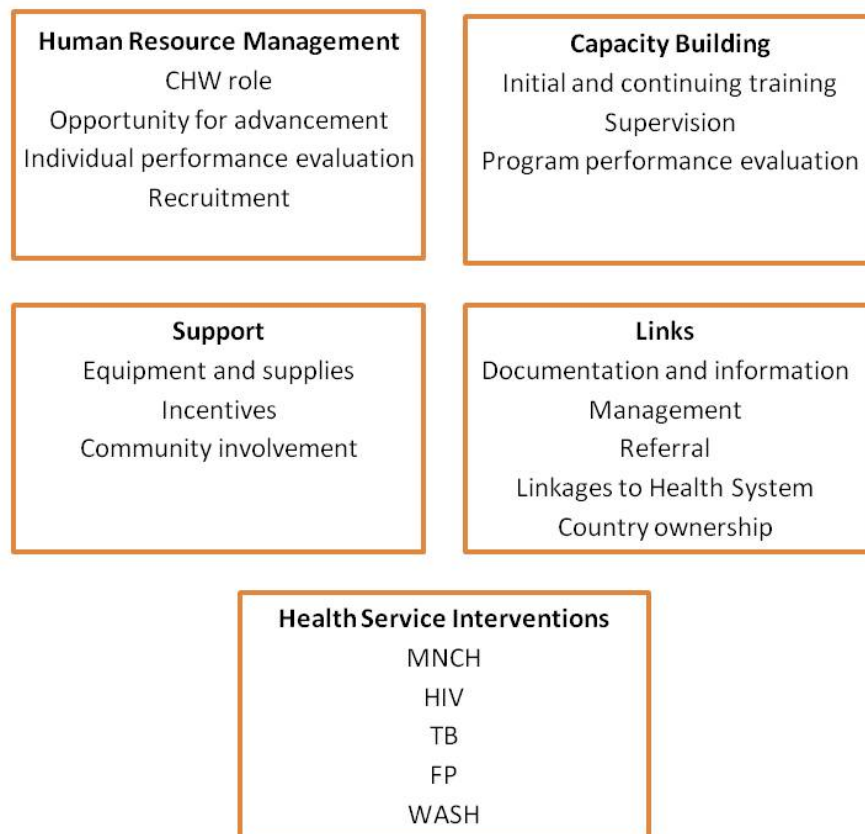 Human Resource Management
CHW role
Opportunity for advancement
Individual performance evaluation
Recruitment
Capacity Building
Initial and continuing training
Supervision
Program performance evaluation
Support
Equipment and supplies
Incentives
Community involvement
Links
Documentation and information
Management
Referral
Linkages to Health System
Country ownership
Health Service Interventions
MNCH
HIV
TB
FP
WASH